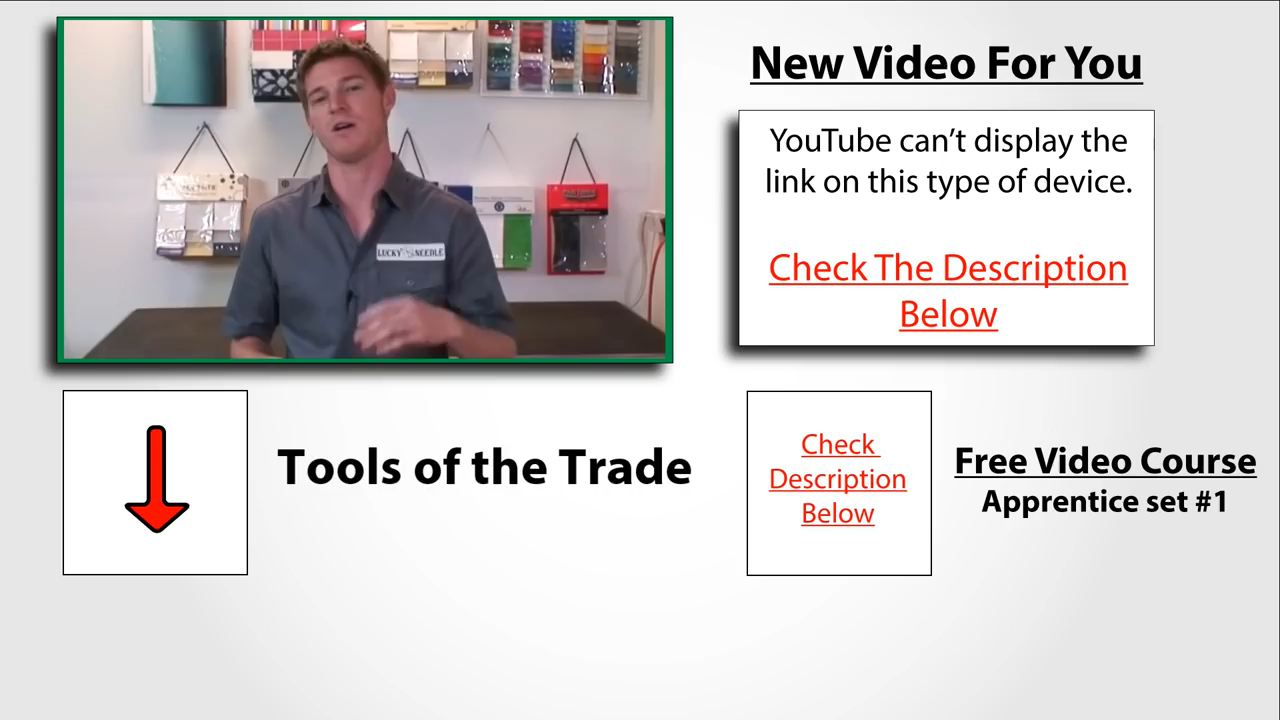 New Video For You
YouTube can't display the
link on this type of device.
Check The Description
Below
LUCKY NEEDLE
Tools of the Trade
Check
Description
Below
Free Video Course
Apprentice set #1